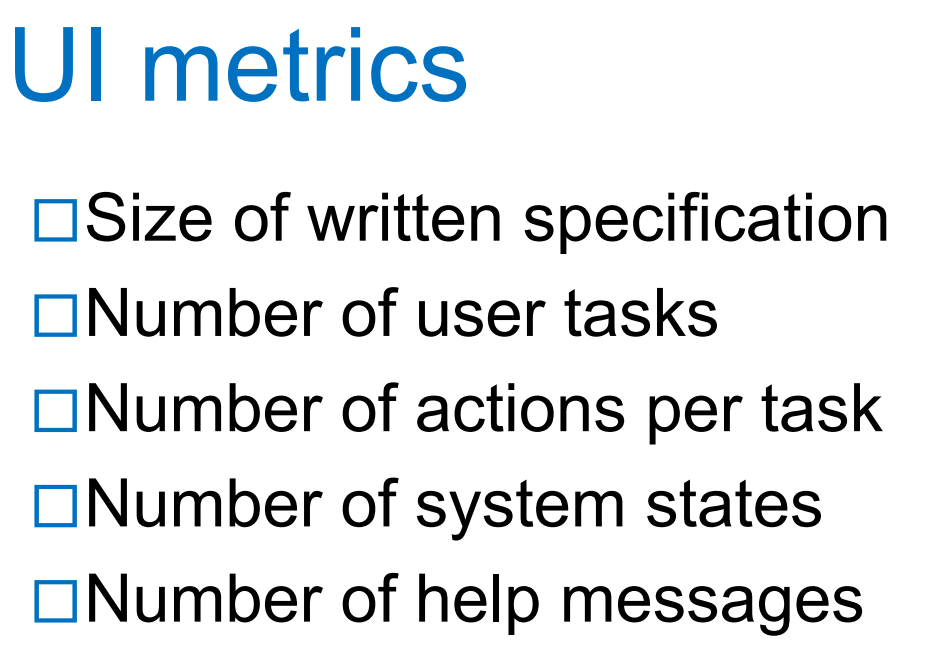 UI metrics
□Size of written specification
□Number of user tasks
□Number of actions per task
□Number of system states
□Number of help messages